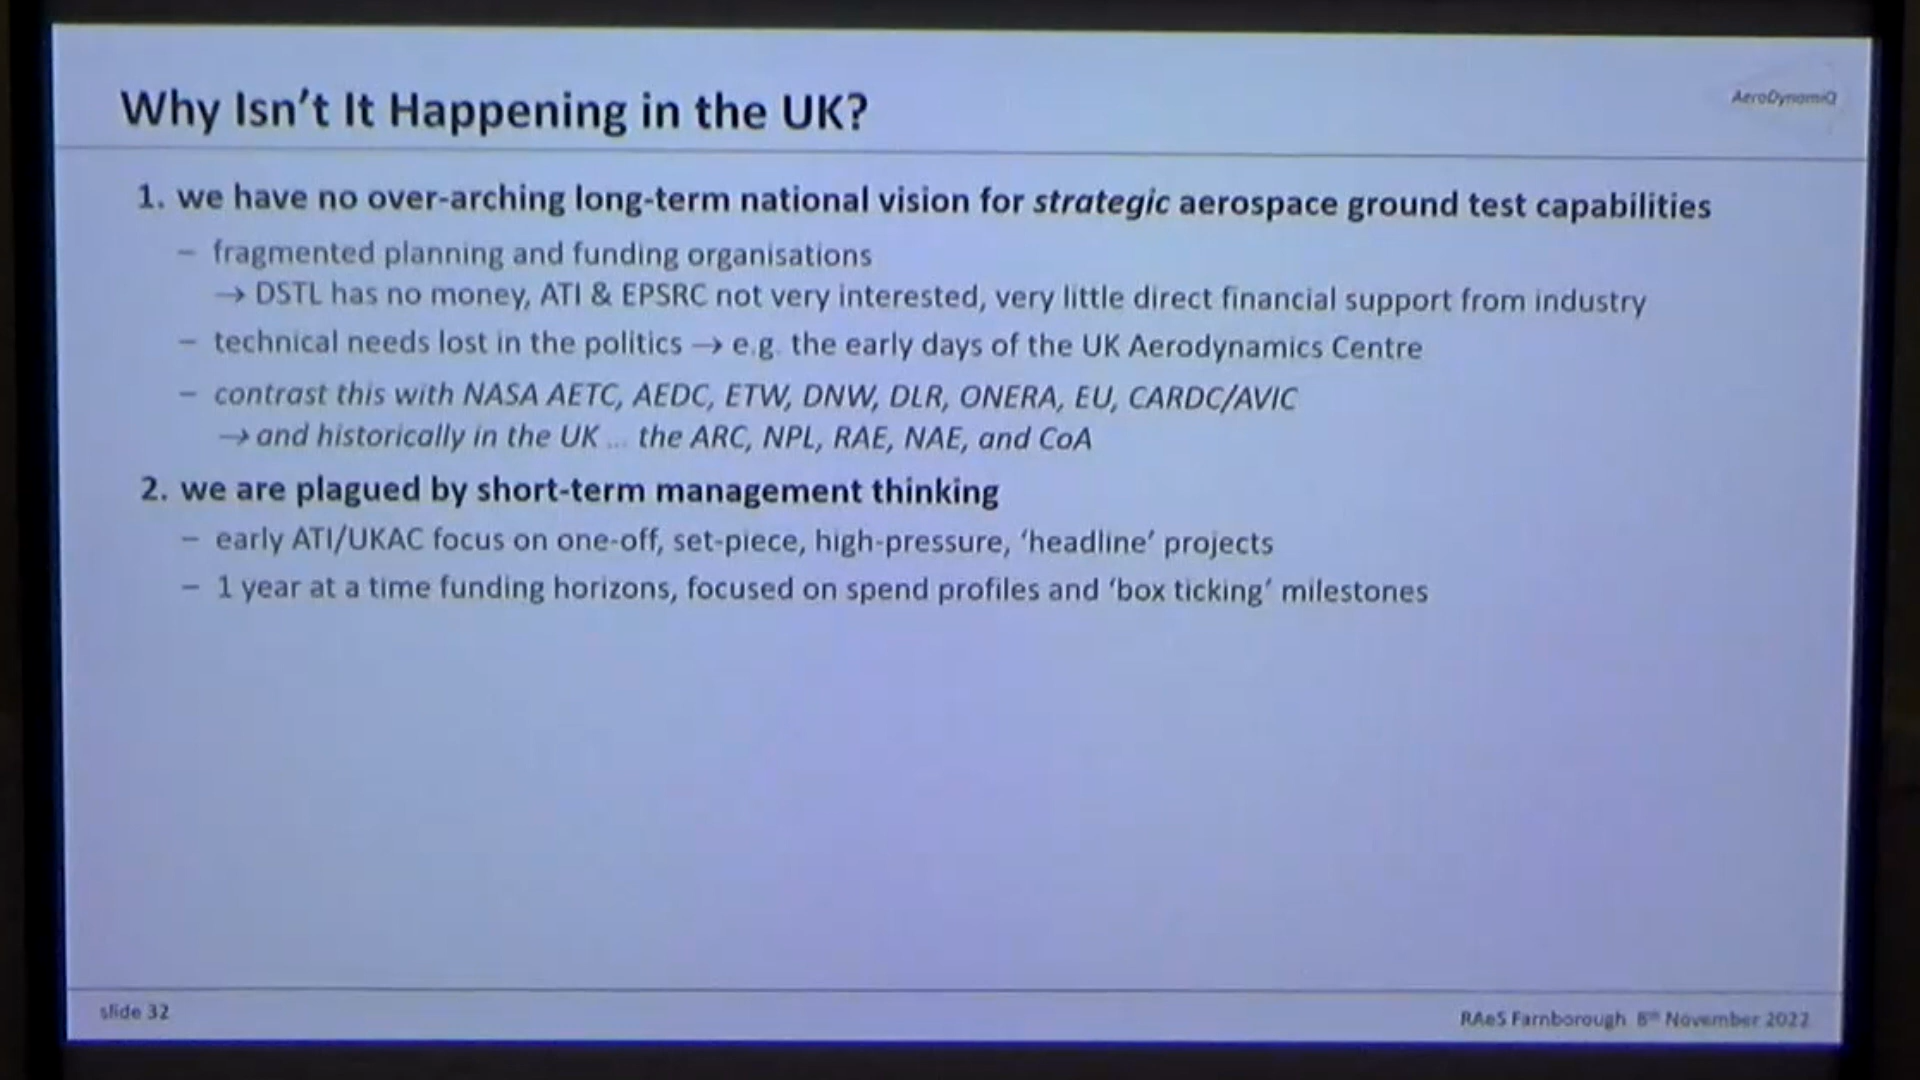 Why Isn't It Happening in the UK?
AeroDynamiQ
1. we have no over-arching long-term national vision for strategic aerospace ground test capabilities
– fragmented planning and funding organisations
→ DSTL has no money, ATI & EPSRC not very interested, very little direct financial support from industry
– technical needs lost in the politics → e.g. the early days of the UK Aerodynamics Centre
– contrast this with NASA AETC, AEDC, ETW, DNW, DLR, ONERA, EU, CARDC/AVIC
→ and historically in the UK ... the ARC, NPL, RAE, NAE, and CoA
2. we are plagued by short-term management thinking
– early ATI/UKAC focus on one-off, set-piece, high-pressure, 'headline' projects
– 1 year at a time funding horizons, focused on spend profiles and 'box ticking' milestones
slide 32
RAeS Farnborough 8th November 2022